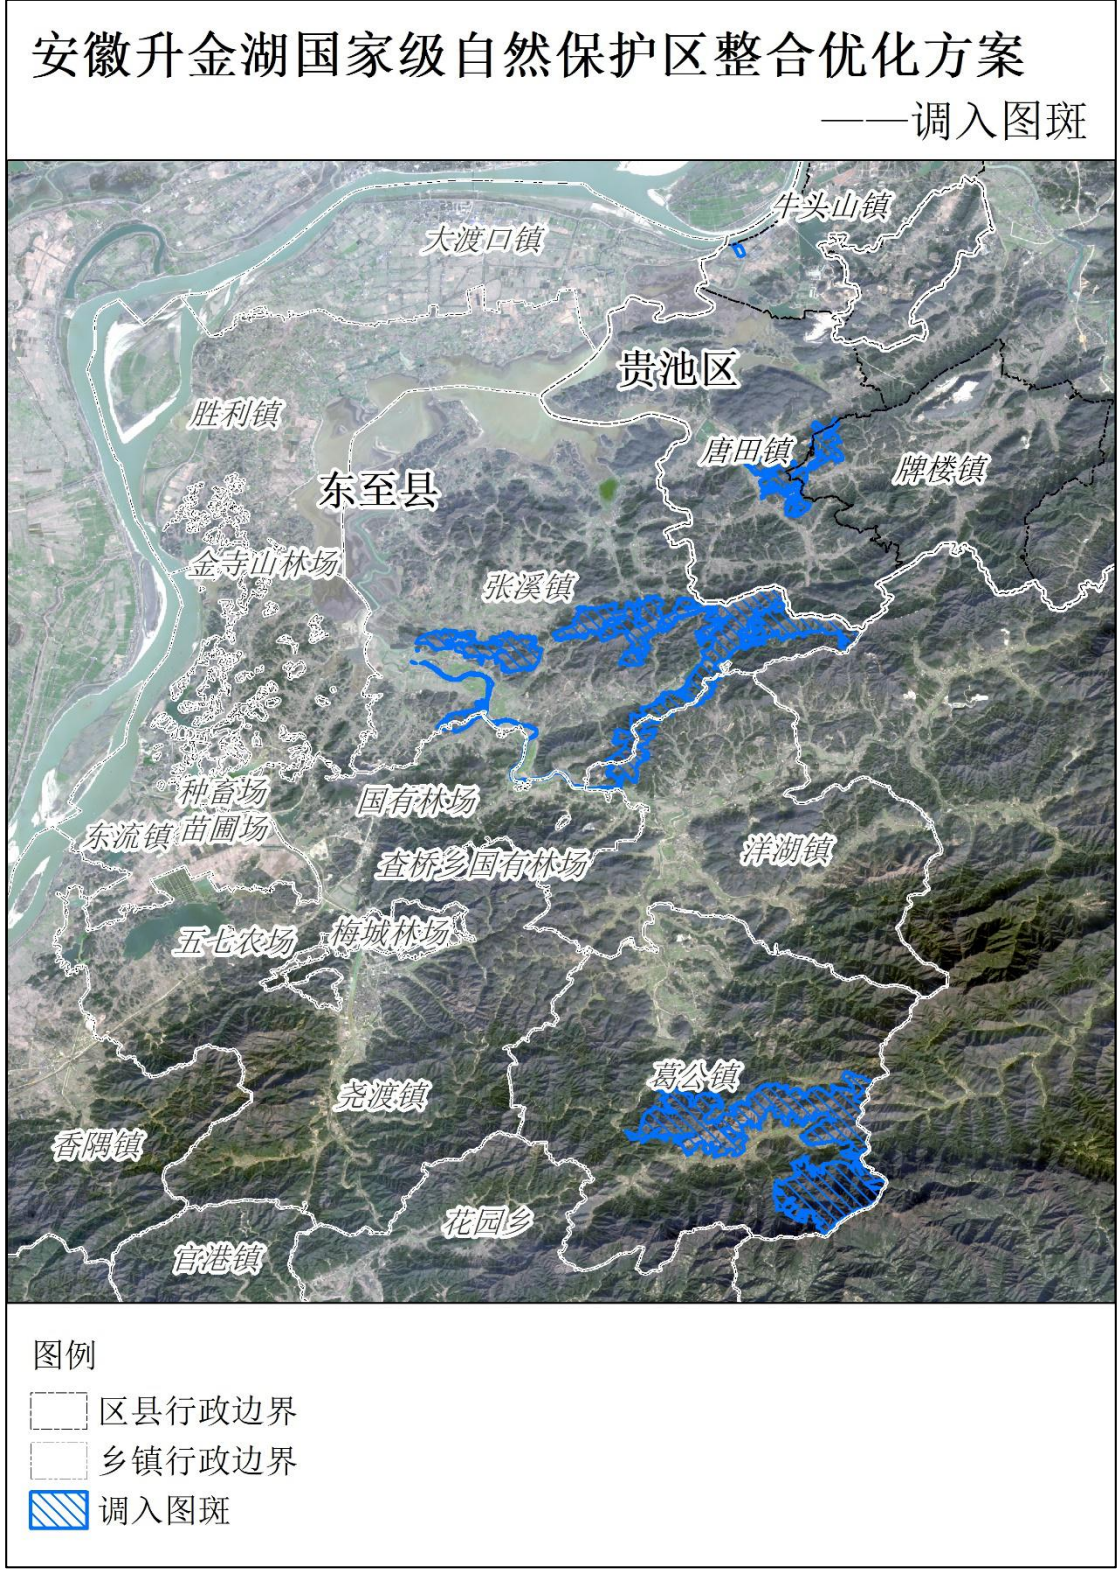 安徽升金湖国家级自然保护区整合优化方案
——调入图斑
牛头山镇
大渡口镇
贵池区
胜利镇
唐田镇
牌楼镇
东至县
金寺山林场
张溪镇
种畜场
国有林场
东流镇
苗圃场
洋湖镇
查桥乡国有林场
五七农场
梅城林场
葛公镇
尧渡镇
香隅镇
花园乡
官港镇
图例
区县行政边界
乡镇行政边界
调入图斑